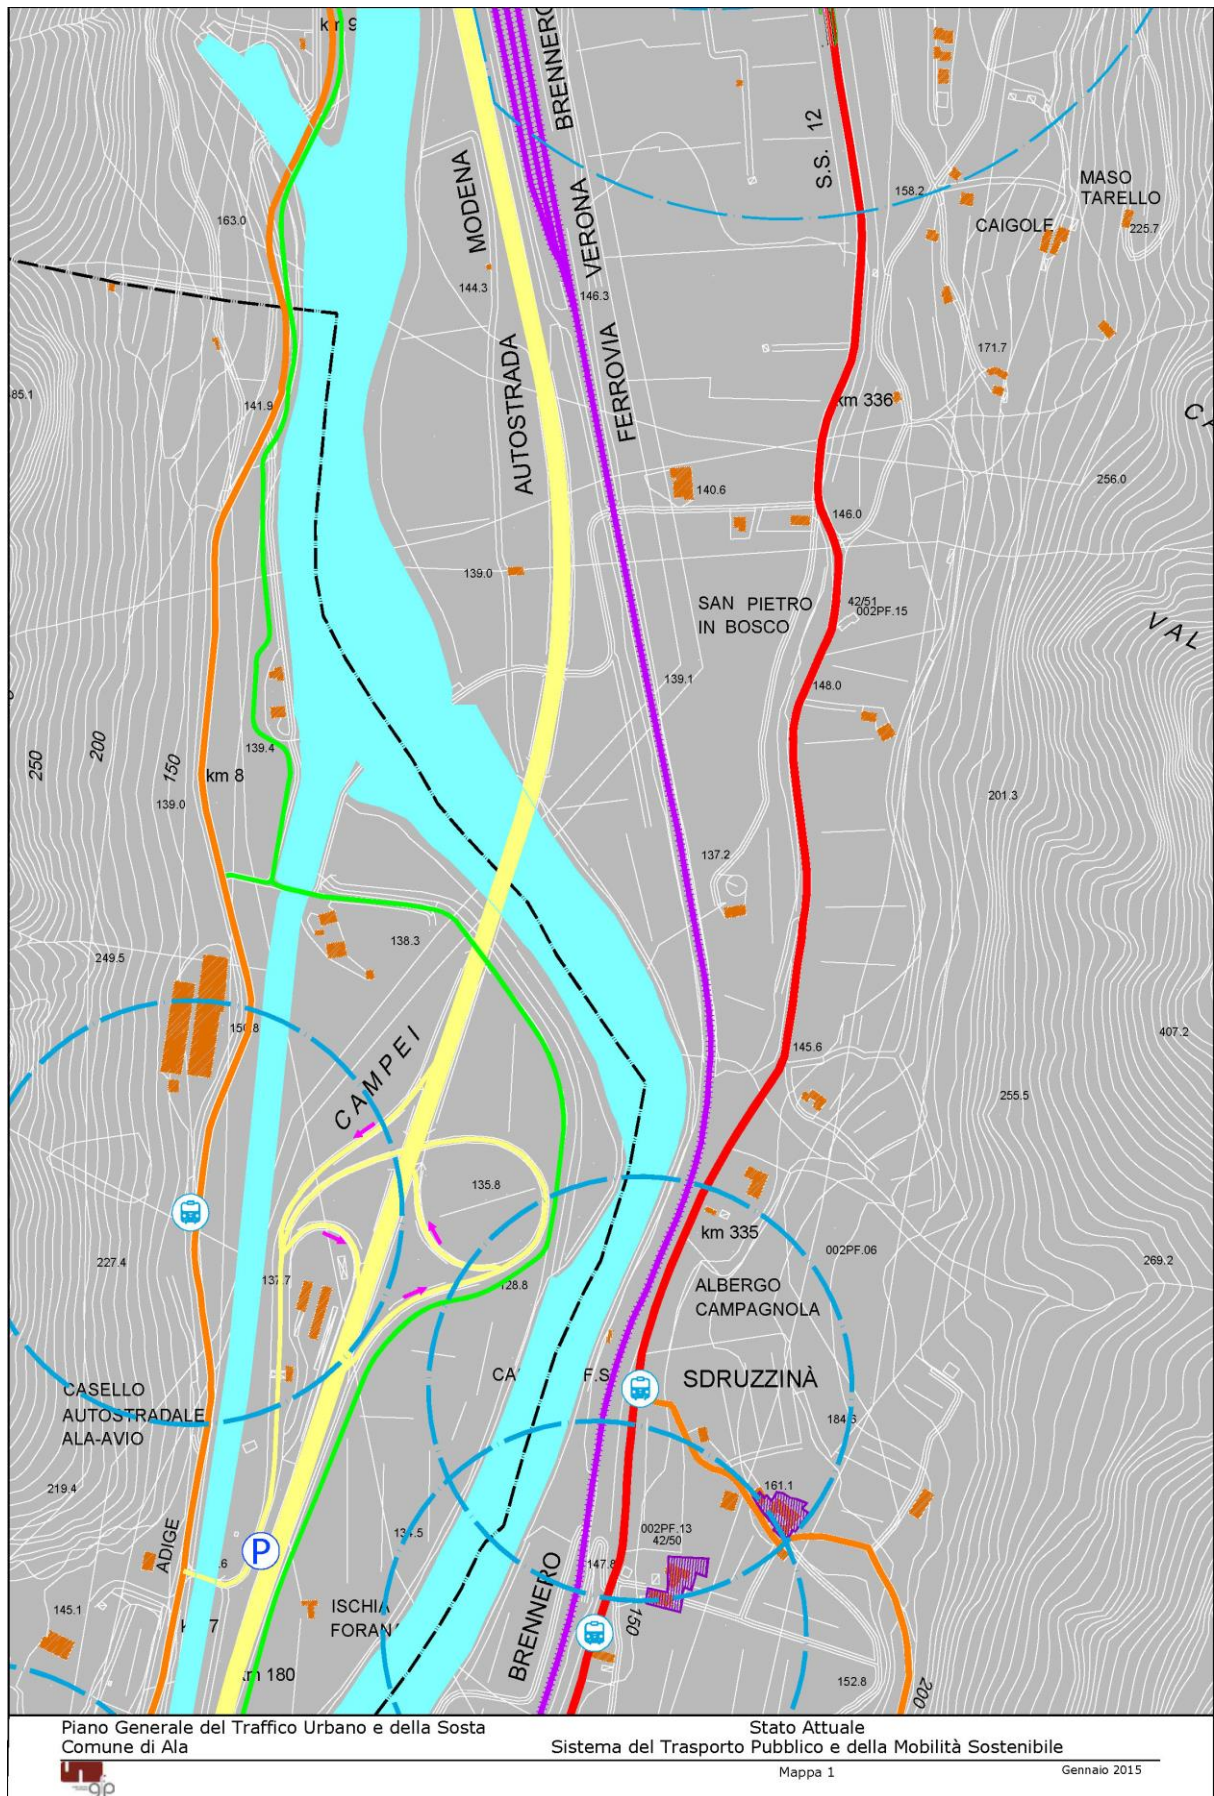 km 9
BRENNERO
S.S. 12
158.2
MASO
TARELLO
CAIGOLE
225.7
163.0
MODENA
144.3
VERONA
146.3
FERROVIA
171.7
AUTOSTRADA
141.9
km 336
256.0
140.6
146.0
139.0
SAN PIETRO
IN BOSCO
42/51
002PF.15
VAL
139.1
148.0
250
200
150
139.4
km 8
139.0
201.3
137.2
138.3
249.5
407.2
145.6
255.5
CAMPEI
135.8
km 335
002PF.06
269.2
227.4
128.8
ALBERGO
CAMPAGNOLA
F.S.
SDRUZZINÀ
CASELLO
AUTOSTRADALE
ALA-AVIO
161.1
219.4
ADIGE
P
002PF.13
42/50
147.8
BRENNERO
145.1
ISCHIA
150
km 180
152.8
200
Piano Generale del Traffico Urbano e della Sosta
Comune di Ala
Stato Attuale
Sistema del Trasporto Pubblico e della Mobilità Sostenibile
Mappa 1
Gennaio 2015